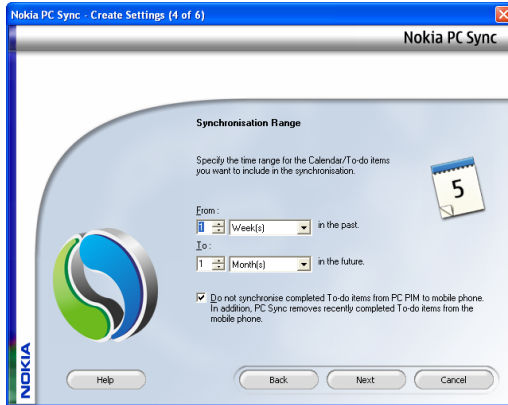 Nokia PC Sync - Create Settings (4 of 6)
Nokia PC Sync
Synchronisation Range
Specify the time range for the Calendar/To-do items
you want to include in the synchronisation.
5
From :
1 Week(s) in the past.
To :
1 Month(s) in the future.
Do not synchronise completed To-do items from PC PIM to mobile phone.
In addition, PC Sync removes recently completed To-do items from the
mobile phone.
NOKIA
Help Back Next Cancel